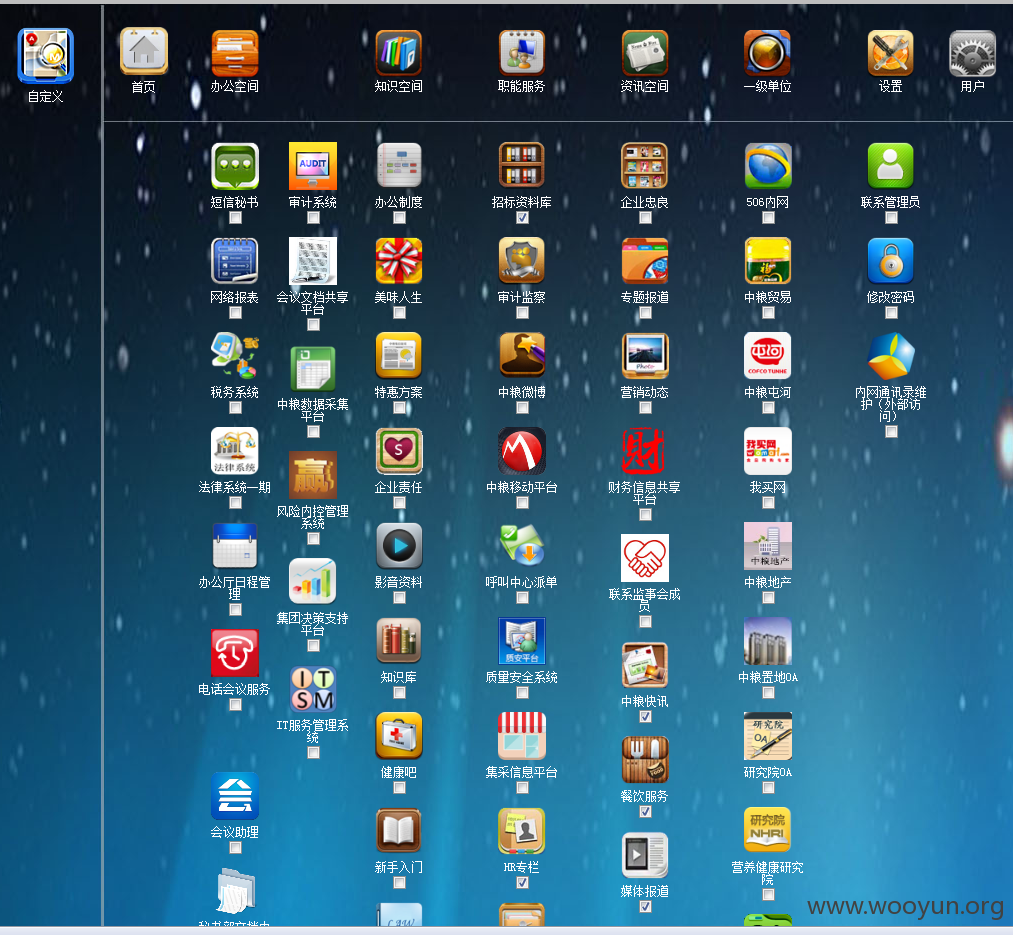 自定义
首页
办公空间
知识空间
职能服务
资讯空间
一级单位
设置
用户
短信秘书
AUDIT
审计系统
办公制度
招标资料库
企业忠良
506内网
联系管理员
网络报表
会议文档共享
平台
美味人生
审计监察
专题报道
福
中粮贸易
修改密码
税务系统
中粮数据采集
平台
特惠方案
中粮微博
Photo
营销动态
屯河
COFCO TUNHE
中粮屯河
内网通讯录维
护（外部访
问）
法律系统
法律系统一期
赢
风险内控管理
系统
S
企业责任
中粮移动平台
财
财务信息共享
平台
我买网
我买网
办公厅日程管
理
集团决策支持
平台
影音资料
呼叫中心派单
联系监事会成
员
中粮地产
中粮地产
电话会议服务
IT
SM
IT服务管理系
统
知识库
质安平台
质量安全系统
中粮快讯
中粮置地OA
会议助理
健康吧
集采信息平台
餐饮服务
研究院
OA
研究院OA
新手入门
HR专栏
媒体报道
研究院
NHRI
营养健康研究
院
LAW
www.wooyun.org